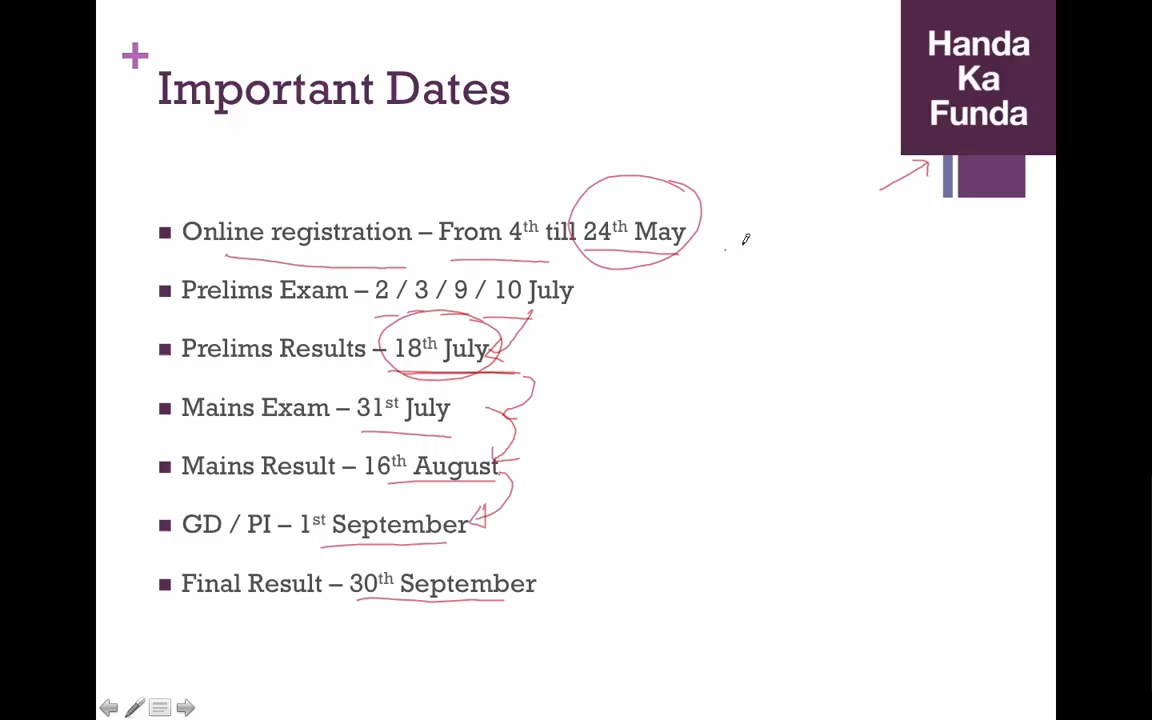 Handa
Ka
Funda
Important Dates
Online registration – From 4th till 24th May
Prelims Exam – 2 / 3 / 9 / 10 July
Prelims Results – 18th July
Mains Exam – 31st July
Mains Result – 16th August
GD / PI – 1st September
Final Result – 30th September